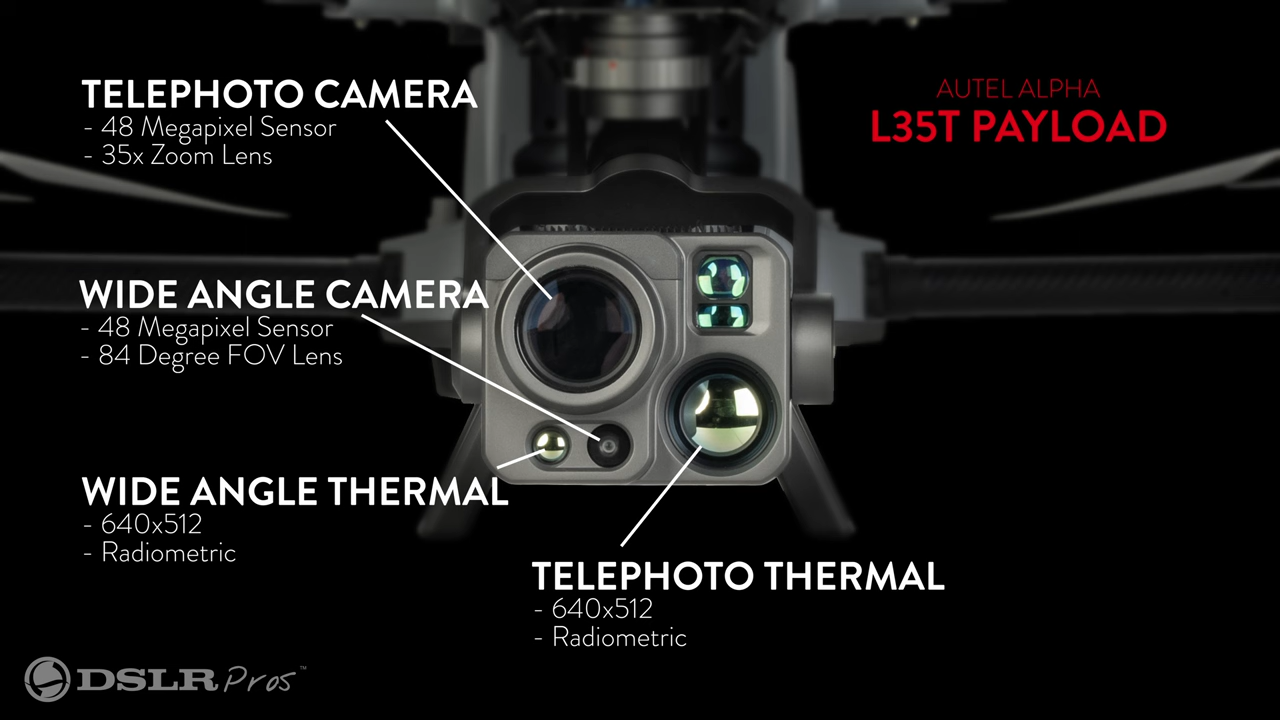 TELEPHOTO CAMERA
- 48 Megapixel Sensor
- 35x Zoom Lens
AUTEL ALPHA
L35T PAYLOAD
WIDE ANGLE CAMERA
- 48 Megapixel Sensor
- 84 Degree FOV Lens
WIDE ANGLE THERMAL
- 640x512
- Radiometric
TELEPHOTO THERMAL
- 640x512
- Radiometric
DSLR Pros™